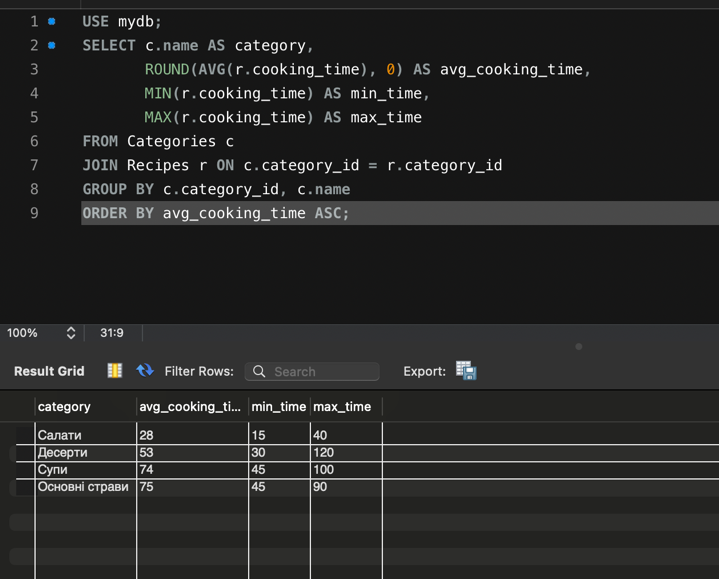 1 USE mydb;
2 SELECT c.name AS category,
3 ROUND(AVG(r.cooking_time), 0) AS avg_cooking_time,
4 MIN(r.cooking_time) AS min_time,
5 MAX(r.cooking_time) AS max_time
6 FROM Categories c
7 JOIN Recipes r ON c.category_id = r.category_id
8 GROUP BY c.category_id, c.name
9 ORDER BY avg_cooking_time ASC;
100% 31:9
Result Grid Filter Rows: Search Export:
category avg_cooking_ti... min_time max_time
Салати 28 15 40
Десерти 53 30 120
Супи 74 45 100
Основні страви 75 45 90